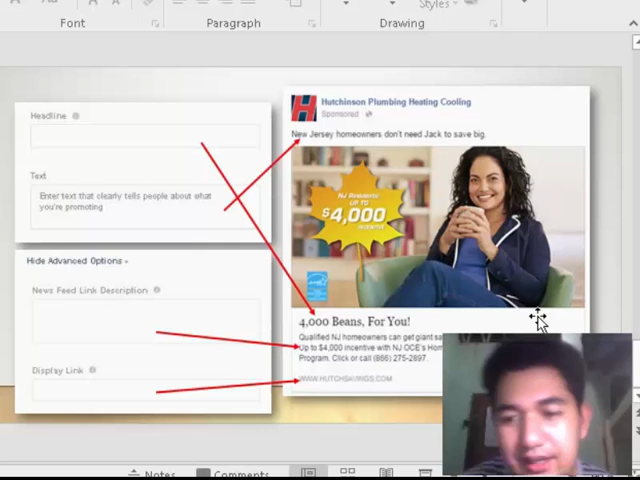 Styles
Font
Paragraph
Drawing
Headline
Text
Enter text that clearly tells people about what
you're promoting
Hide Advanced Options
News Feed Link Description
Display Link
H
Hutchinson Plumbing Heating Cooling
Sponsored
New Jersey homeowners don't need Jack to save big.
NJ Residents
UP TO
$4,000
INCENTIVE
4,000 Beans, For You!
Qualified NJ homeowners can get giant
Up to $4,000 incentive with NJ OCE's
Program. Click or call (866) 275-2897.
WWW.HUTCHSAVINGS.COM
Notes
Comments